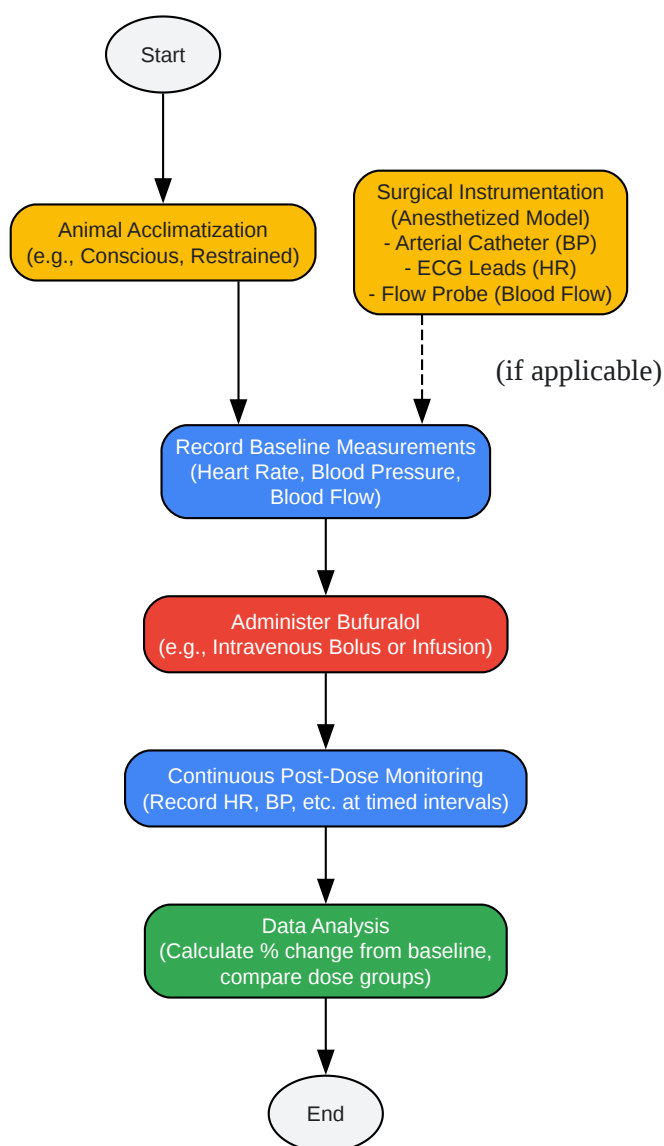 Start
Animal Acclimatization
(e.g., Conscious, Restrained)
Surgical Instrumentation
(Anesthetized Model)
- Arterial Catheter (BP)
- ECG Leads (HR)
- Flow Probe (Blood Flow)
(if applicable)
Record Baseline Measurements
(Heart Rate, Blood Pressure,
Blood Flow)
Administer Bufuralol
(e.g., Intravenous Bolus or Infusion)
Continuous Post-Dose Monitoring
(Record HR, BP, etc. at timed intervals)
Data Analysis
(Calculate % change from baseline,
compare dose groups)
End